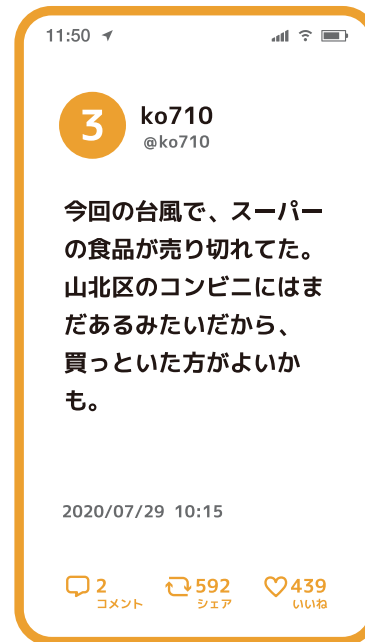 11:50
3
ko710
@ko710
今回の台風で、スーパー
の食品が売り切れてた。
山北区のコンビニにはま
だあるみたいだから、
買っといた方がよいか
も。
2020/07/29 10:15
2 592 439
コメント シェア いいね